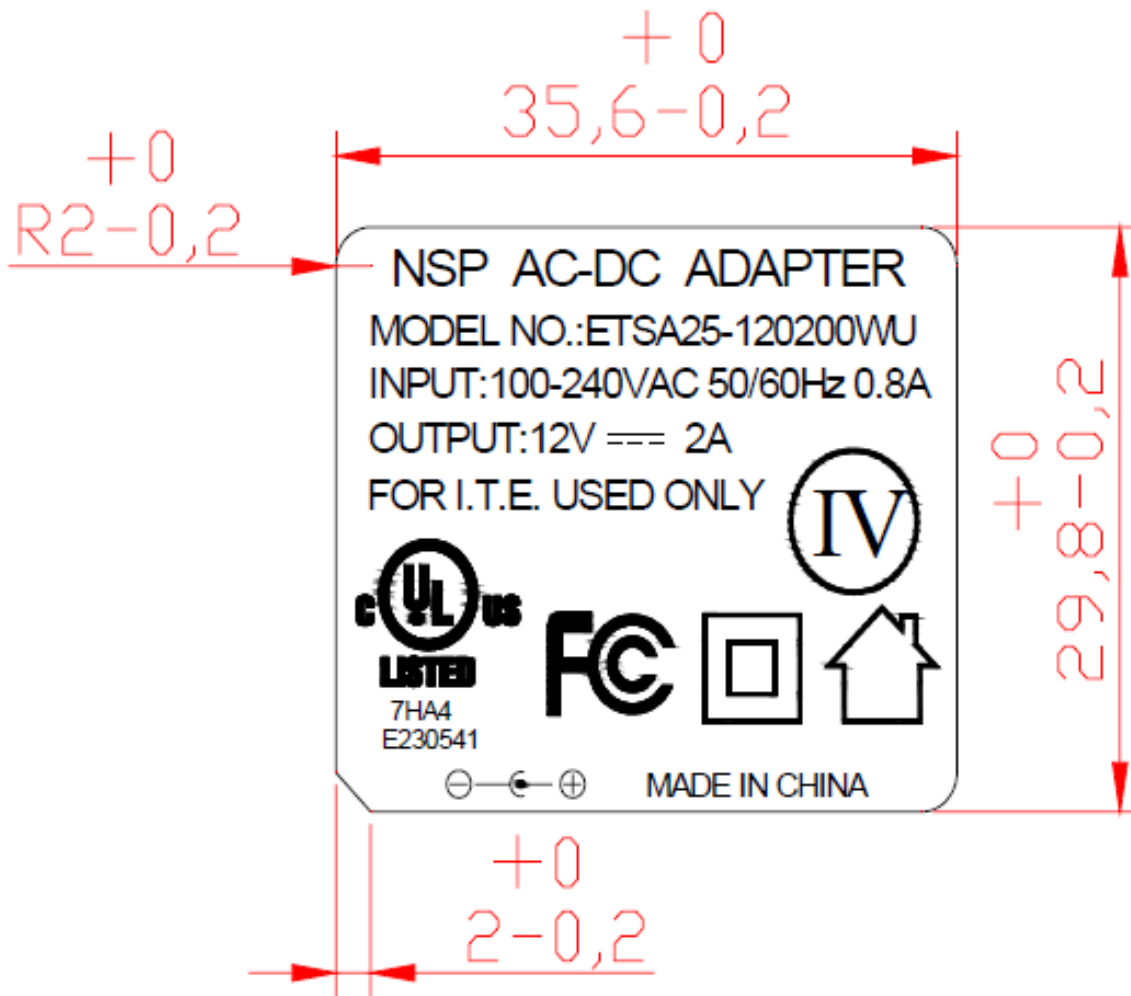 +0
35,6-0,2
+0
R2-0,2
NSP AC-DC ADAPTER
MODEL NO.:ETSA25-120200WU
INPUT:100-240VAC 50/60Hz 0.8A
OUTPUT:12V ⎓ 2A
FOR I.T.E. USED ONLY
IV
+0
29,8-0,2
C UL US
LISTED
7HA4
E230541
FC
MADE IN CHINA
+0
2-0,2